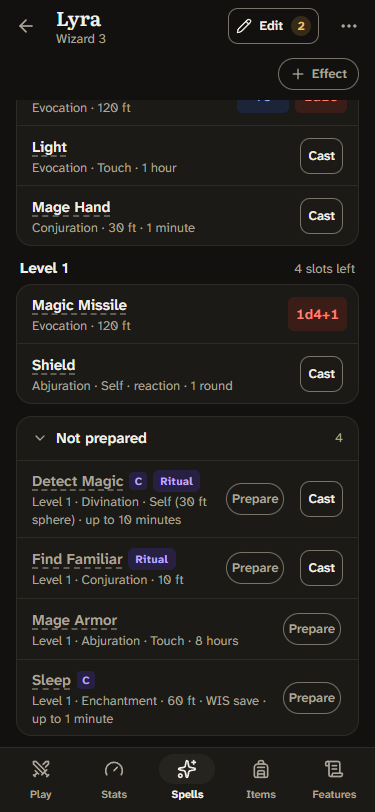 Lyra
Wizard 3
Edit 2
Effect
Evocation · 120 ft
Light
Evocation · Touch · 1 hour
Cast
Mage Hand
Conjuration · 30 ft · 1 minute
Cast
Level 1
4 slots left
Magic Missile
Evocation · 120 ft
1d4+1
Shield
Abjuration · Self · reaction · 1 round
Cast
Not prepared
4
Detect Magic C Ritual
Level 1 · Divination · Self (30 ft
sphere) · up to 10 minutes
Prepare
Cast
Find Familiar Ritual
Level 1 · Conjuration · 10 ft
Prepare
Cast
Mage Armor
Level 1 · Abjuration · Touch · 8 hours
Prepare
Sleep C
Level 1 · Enchantment · 60 ft · WIS save ·
up to 1 minute
Prepare
Play
Stats
Spells
Items
Features